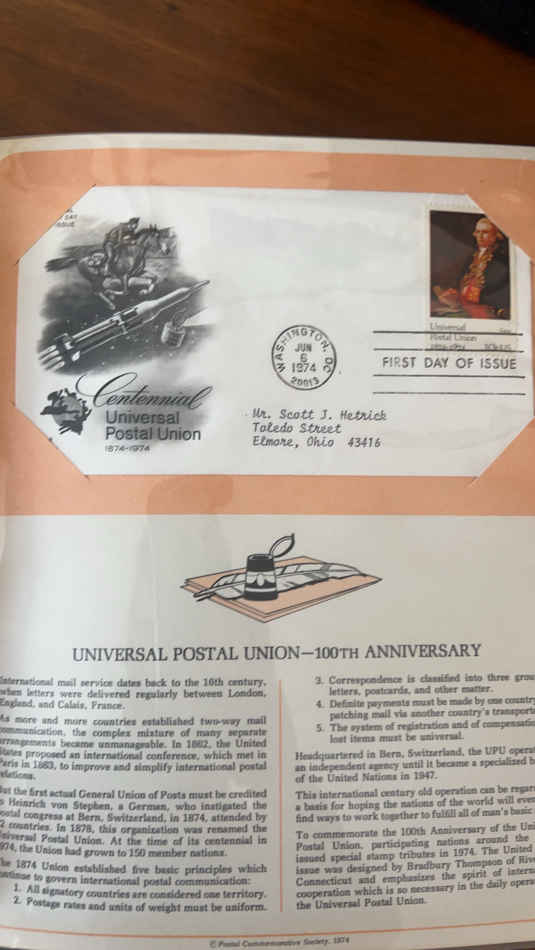 DAY
ISSUE
WASHINGTON, DC
JUN
6
1974
20013
Universal
Postal Union
1874-1974 10c US
FIRST DAY OF ISSUE
Centennial
Universal
Postal Union
1874-1974
Mr. Scott J. Hetrick
Toledo Street
Elmore, Ohio 43416
UNIVERSAL POSTAL UNION—100TH ANNIVERSARY
International mail service dates back to the 16th century,
when letters were delivered regularly between London,
England, and Calais, France.
As more and more countries established two-way mail
communication, the complex mixture of many separate
arrangements became unmanageable. In 1862, the United
States proposed an international conference, which met in
Paris in 1863, to improve and simplify international postal
relations.
But the first actual General Union of Posts must be credited
to Heinrich von Stephen, a German, who instigated the
postal congress at Bern, Switzerland, in 1874, attended by
2 countries. In 1878, this organization was renamed the
Universal Postal Union. At the time of its centennial in
1974, the Union had grown to 150 member nations.
The 1874 Union established five basic principles which
continue to govern international postal communication:
1. All signatory countries are considered one territory.
2. Postage rates and units of weight must be uniform.
3. Correspondence is classified into three grou
letters, postcards, and other matter.
4. Definite payments must be made by one country
patching mail via another country's transporta
5. The system of registration and of compensatio
lost items must be universal.
Headquartered in Bern, Switzerland, the UPU operat
an independent agency until it became a specialized b
of the United Nations in 1947.
This international century old operation can be regar
a basis for hoping the nations of the world will even
find ways to work together to fulfill all of man's basic
To commemorate the 100th Anniversary of the Uni
Postal Union, participating nations around the
issued special stamp tributes in 1974. The United
issue was designed by Bradbury Thompson of Rive
Connecticut and emphasizes the spirit of interna
cooperation which is so necessary in the daily opera
the Universal Postal Union.
© Postal Commemorative Society, 1974